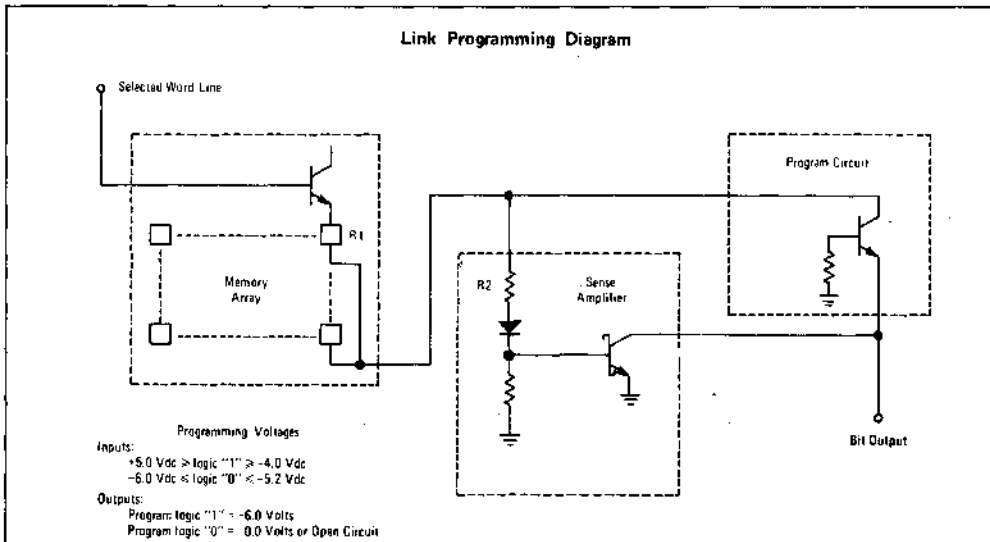 Link Programming Diagram
Selected Word Line
Program Circuit
R1
Memory
Array
R2
Sense
Amplifier
Bit Output
Programming Voltages
Inputs:
+5.0 Vdc ≥ logic "1" ≥ -4.0 Vdc
-6.0 Vdc ≤ logic "0" ≤ -5.2 Vdc
Outputs:
Program logic "1" = -6.0 Volts
Program logic "0" = 0.0 Volts or Open Circuit